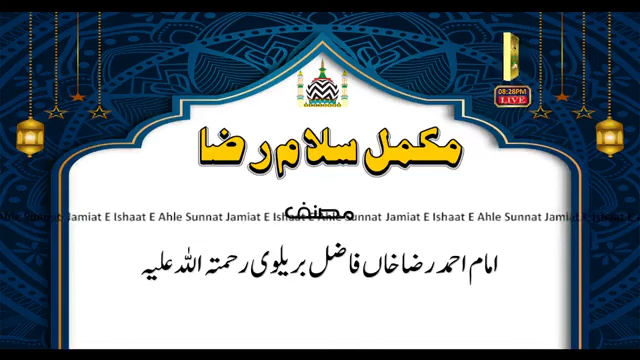 08:28PM
LIVE
مکمل سلام رضا
مصنف
Ahle Sunnat Jamiat E Ishaat E Ahle Sunnat Jamiat E Ishaat E Ahle Sunnat Jamiat E Ishaat E Ahle Sunnat Jamiat E Ishaat E
امام احمد رضا خاں فاضل بریلوی رحمتہ اللہ علیہ